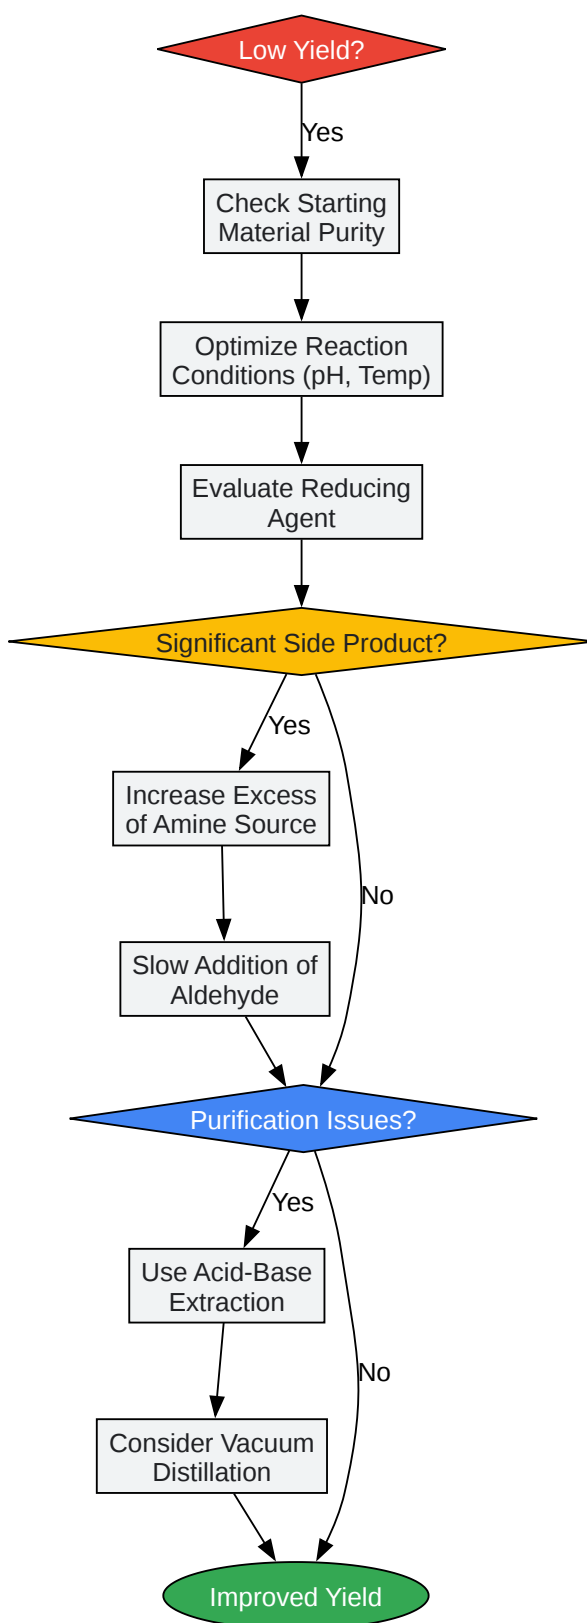 Low Yield?
Yes
Check Starting
Material Purity
Optimize Reaction
Conditions (pH, Temp)
Evaluate Reducing
Agent
Significant Side Product?
Yes
Increase Excess
of Amine Source
No
Slow Addition of
Aldehyde
Purification Issues?
Yes
Use Acid-Base
Extraction
No
Consider Vacuum
Distillation
Improved Yield